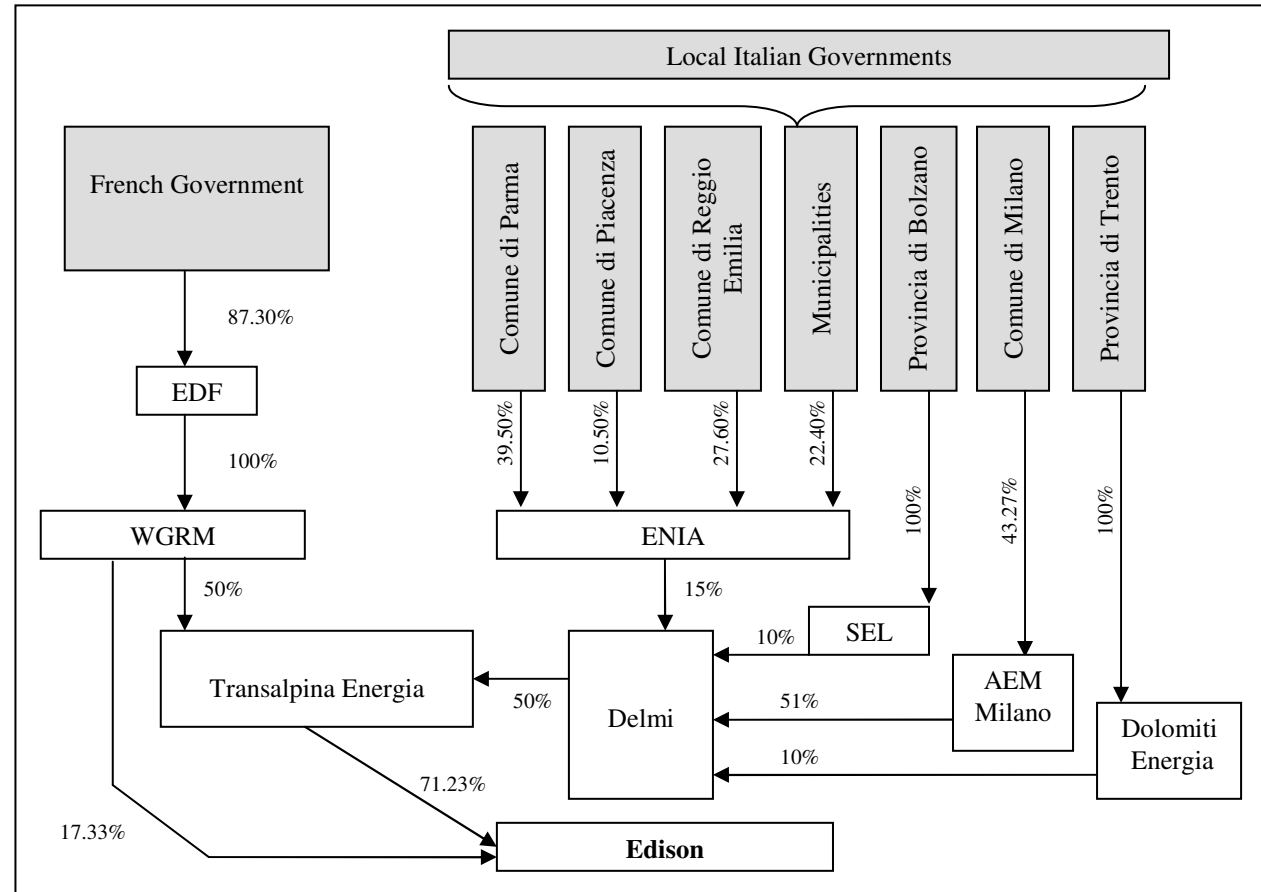 Local Italian Governments
French Government
Comune di Parma
Comune di Piacenza
Comune di Reggio
Emilia
Municipalities
Provincia di Bolzano
Comune di Milano
Provincia di Trento
87.30%
EDF
39.50%
10.50%
27.60%
22.40%
100%
100%
43.27%
100%
WGRM
ENIA
50%
15%
SEL
10%
Transalpina Energia
50%
Delmi
51%
AEM
Milano
Dolomiti
Energia
10%
71.23%
17.33%
Edison